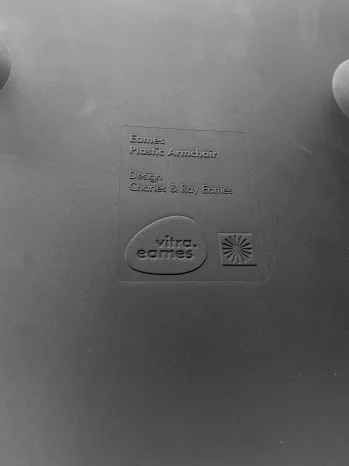 Eames
Plastic Armchair
Design
Charles & Ray Eames
vitra.
eames